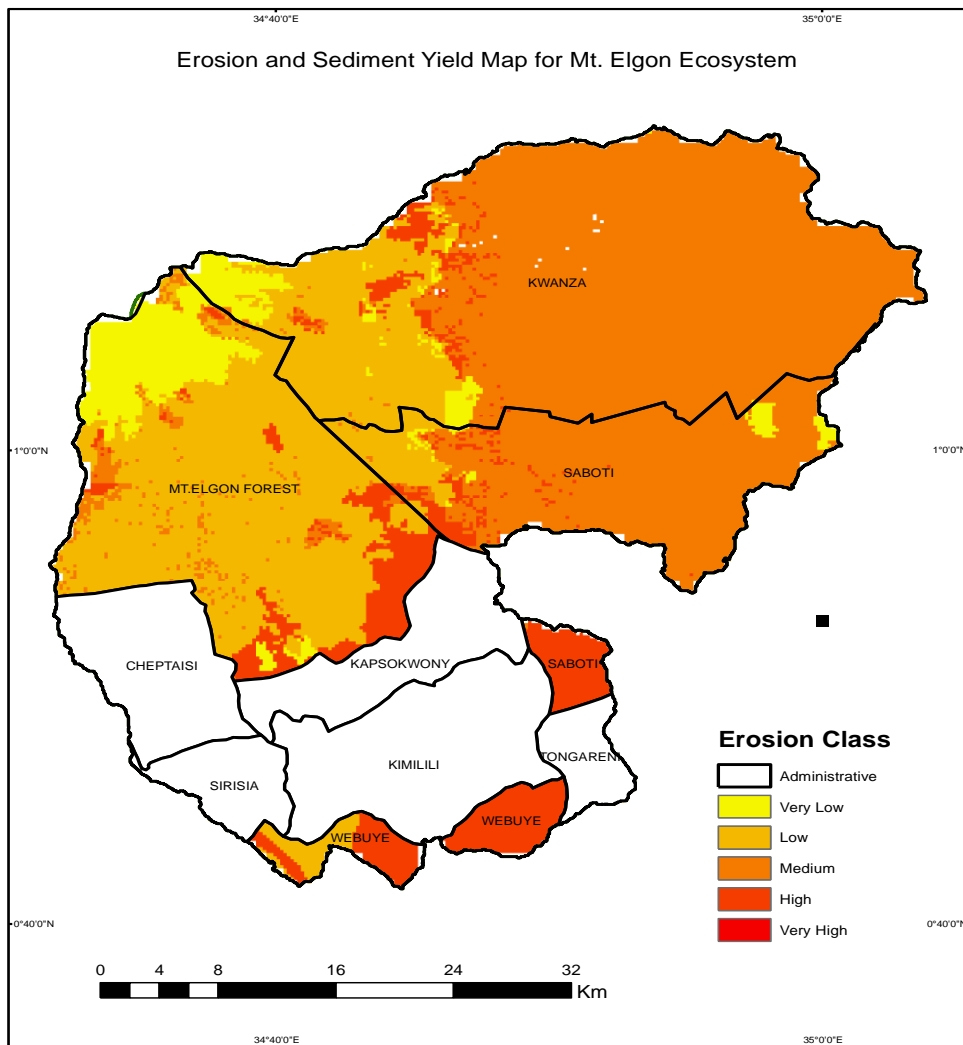 34°40'0"E
35°0'0"E
Erosion and Sediment Yield Map for Mt. Elgon Ecosystem
KWANZA
1°0'0"N
1°0'0"N
SABOTI
MT.ELGON FOREST
CHEPTAISI
KAPSOKWONY
SABOTI
Erosion Class
TONGARENI
KIMILILI
SIRISIA
Administrative
Very Low
WEBUYE
WEBUYE
Low
Medium
High
Very High
0°40'0"N
0°40'0"N
0 4 8 16 24 32
Km
34°40'0"E
35°0'0"E